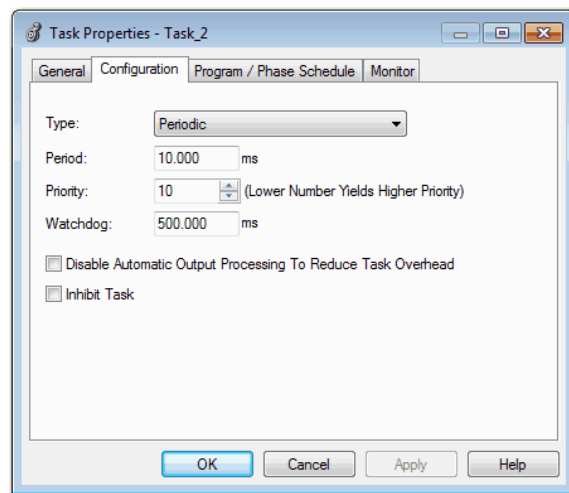 Task Properties - Task_2
General Configuration Program / Phase Schedule Monitor
Type: Periodic
Period: 10.000 ms
Priority: 10 (Lower Number Yields Higher Priority)
Watchdog: 500.000 ms
Disable Automatic Output Processing To Reduce Task Overhead
Inhibit Task
OK Cancel Apply Help